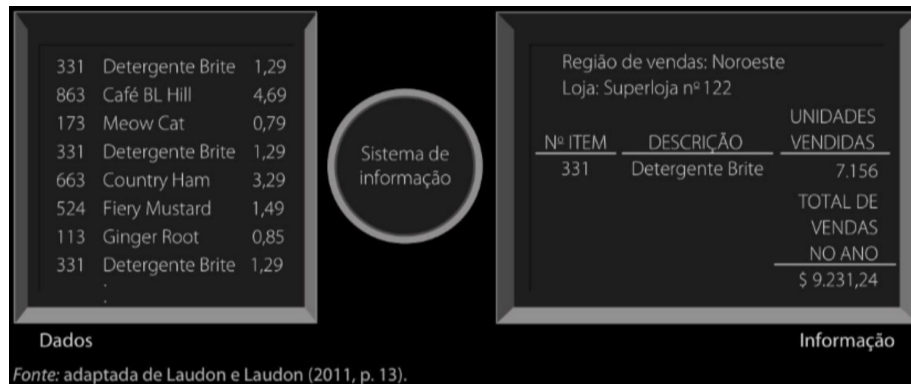 331 Detergente Brite 1,29
863 Café BL Hill 4,69
173 Meow Cat 0,79
331 Detergente Brite 1,29
663 Country Ham 3,29
524 Fiery Mustard 1,49
113 Ginger Root 0,85
331 Detergente Brite 1,29
.
.
Dados
Sistema de
informação
Região de vendas: Noroeste
Loja: Superloja nº 122
UNIDADES
Nº ITEM DESCRIÇÃO VENDIDAS
331 Detergente Brite 7.156
TOTAL DE
VENDAS
NO ANO
$ 9.231,24
Informação
Fonte: adaptada de Laudon e Laudon (2011, p. 13).